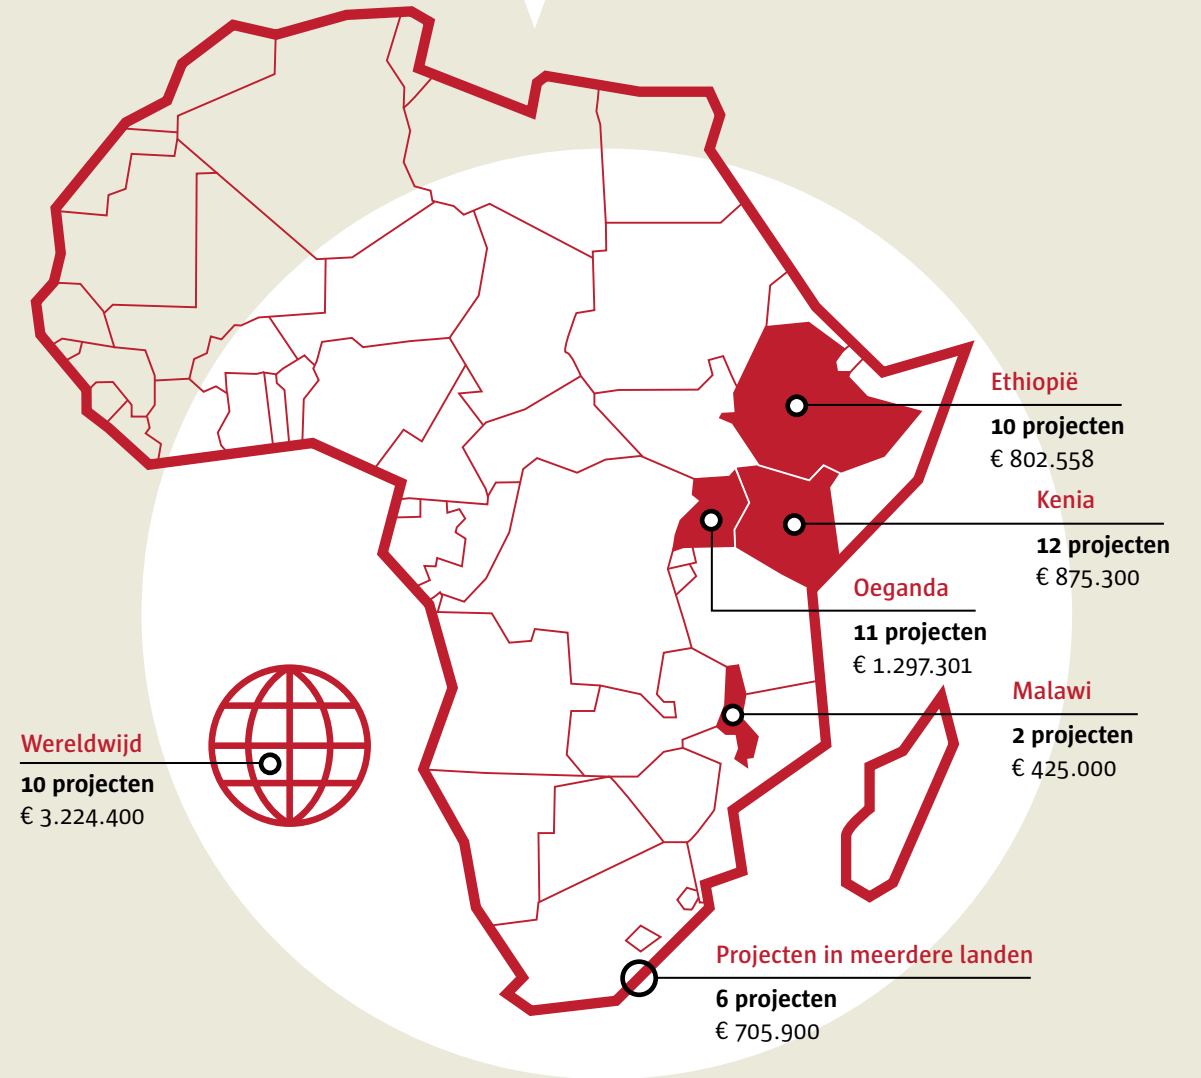 Ethiopië
10 projecten
€ 802.558
Kenia
12 projecten
€ 875.300
Oeganda
11 projecten
€ 1.297.301
Malawi
2 projecten
€ 425.000
Wereldwijd
10 projecten
€ 3.224.400
Projecten in meerdere landen
6 projecten
€ 705.900